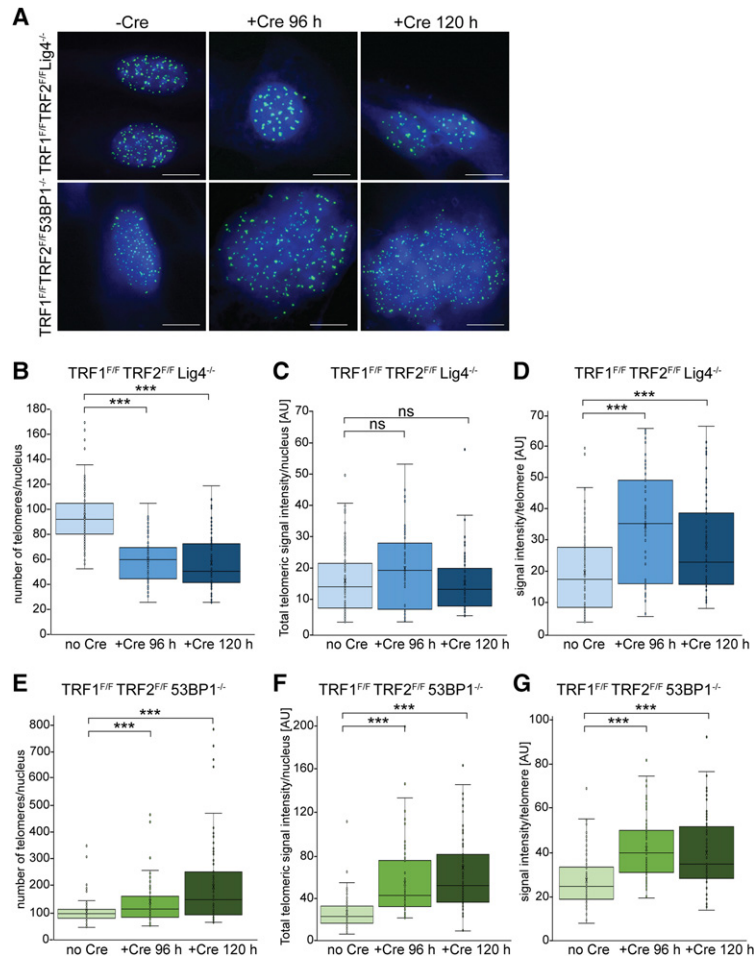 A
-Cre +Cre 96 h +Cre 120 h
TRF1F/FTRF2F/FLig4-/-
TRF1F/FTRF2F/F53BP1-/-
B
TRF1F/F TRF2F/F Lig4-/-
***
***
number of telomeres/nucleus
180
160
140
120
100
80
60
40
20
0
no Cre +Cre 96 h +Cre 120 h
C
TRF1F/F TRF2F/F Lig4-/-
ns
ns
Total telomeric signal intensity/nucleus [AU]
70
60
50
40
30
20
10
0
no Cre +Cre 96 h +Cre 120 h
D
TRF1F/F TRF2F/F Lig4-/-
***
***
signal intensity/telomere [AU]
70
60
50
40
30
20
10
0
no Cre +Cre 96 h +Cre 120 h
E
TRF1F/F TRF2F/F 53BP1-/-
***
***
number of telomeres/nucleus
800
700
600
500
400
300
200
100
0
no Cre +Cre 96 h +Cre 120 h
F
TRF1F/F TRF2F/F 53BP1-/-
***
***
Total telomeric signal intensity/nucleus [AU]
200
160
120
80
40
0
no Cre +Cre 96 h +Cre 120 h
G
TRF1F/F TRF2F/F 53BP1-/-
***
***
signal intensity/telomere [AU]
100
80
60
40
20
0
no Cre +Cre 96 h +Cre 120 h